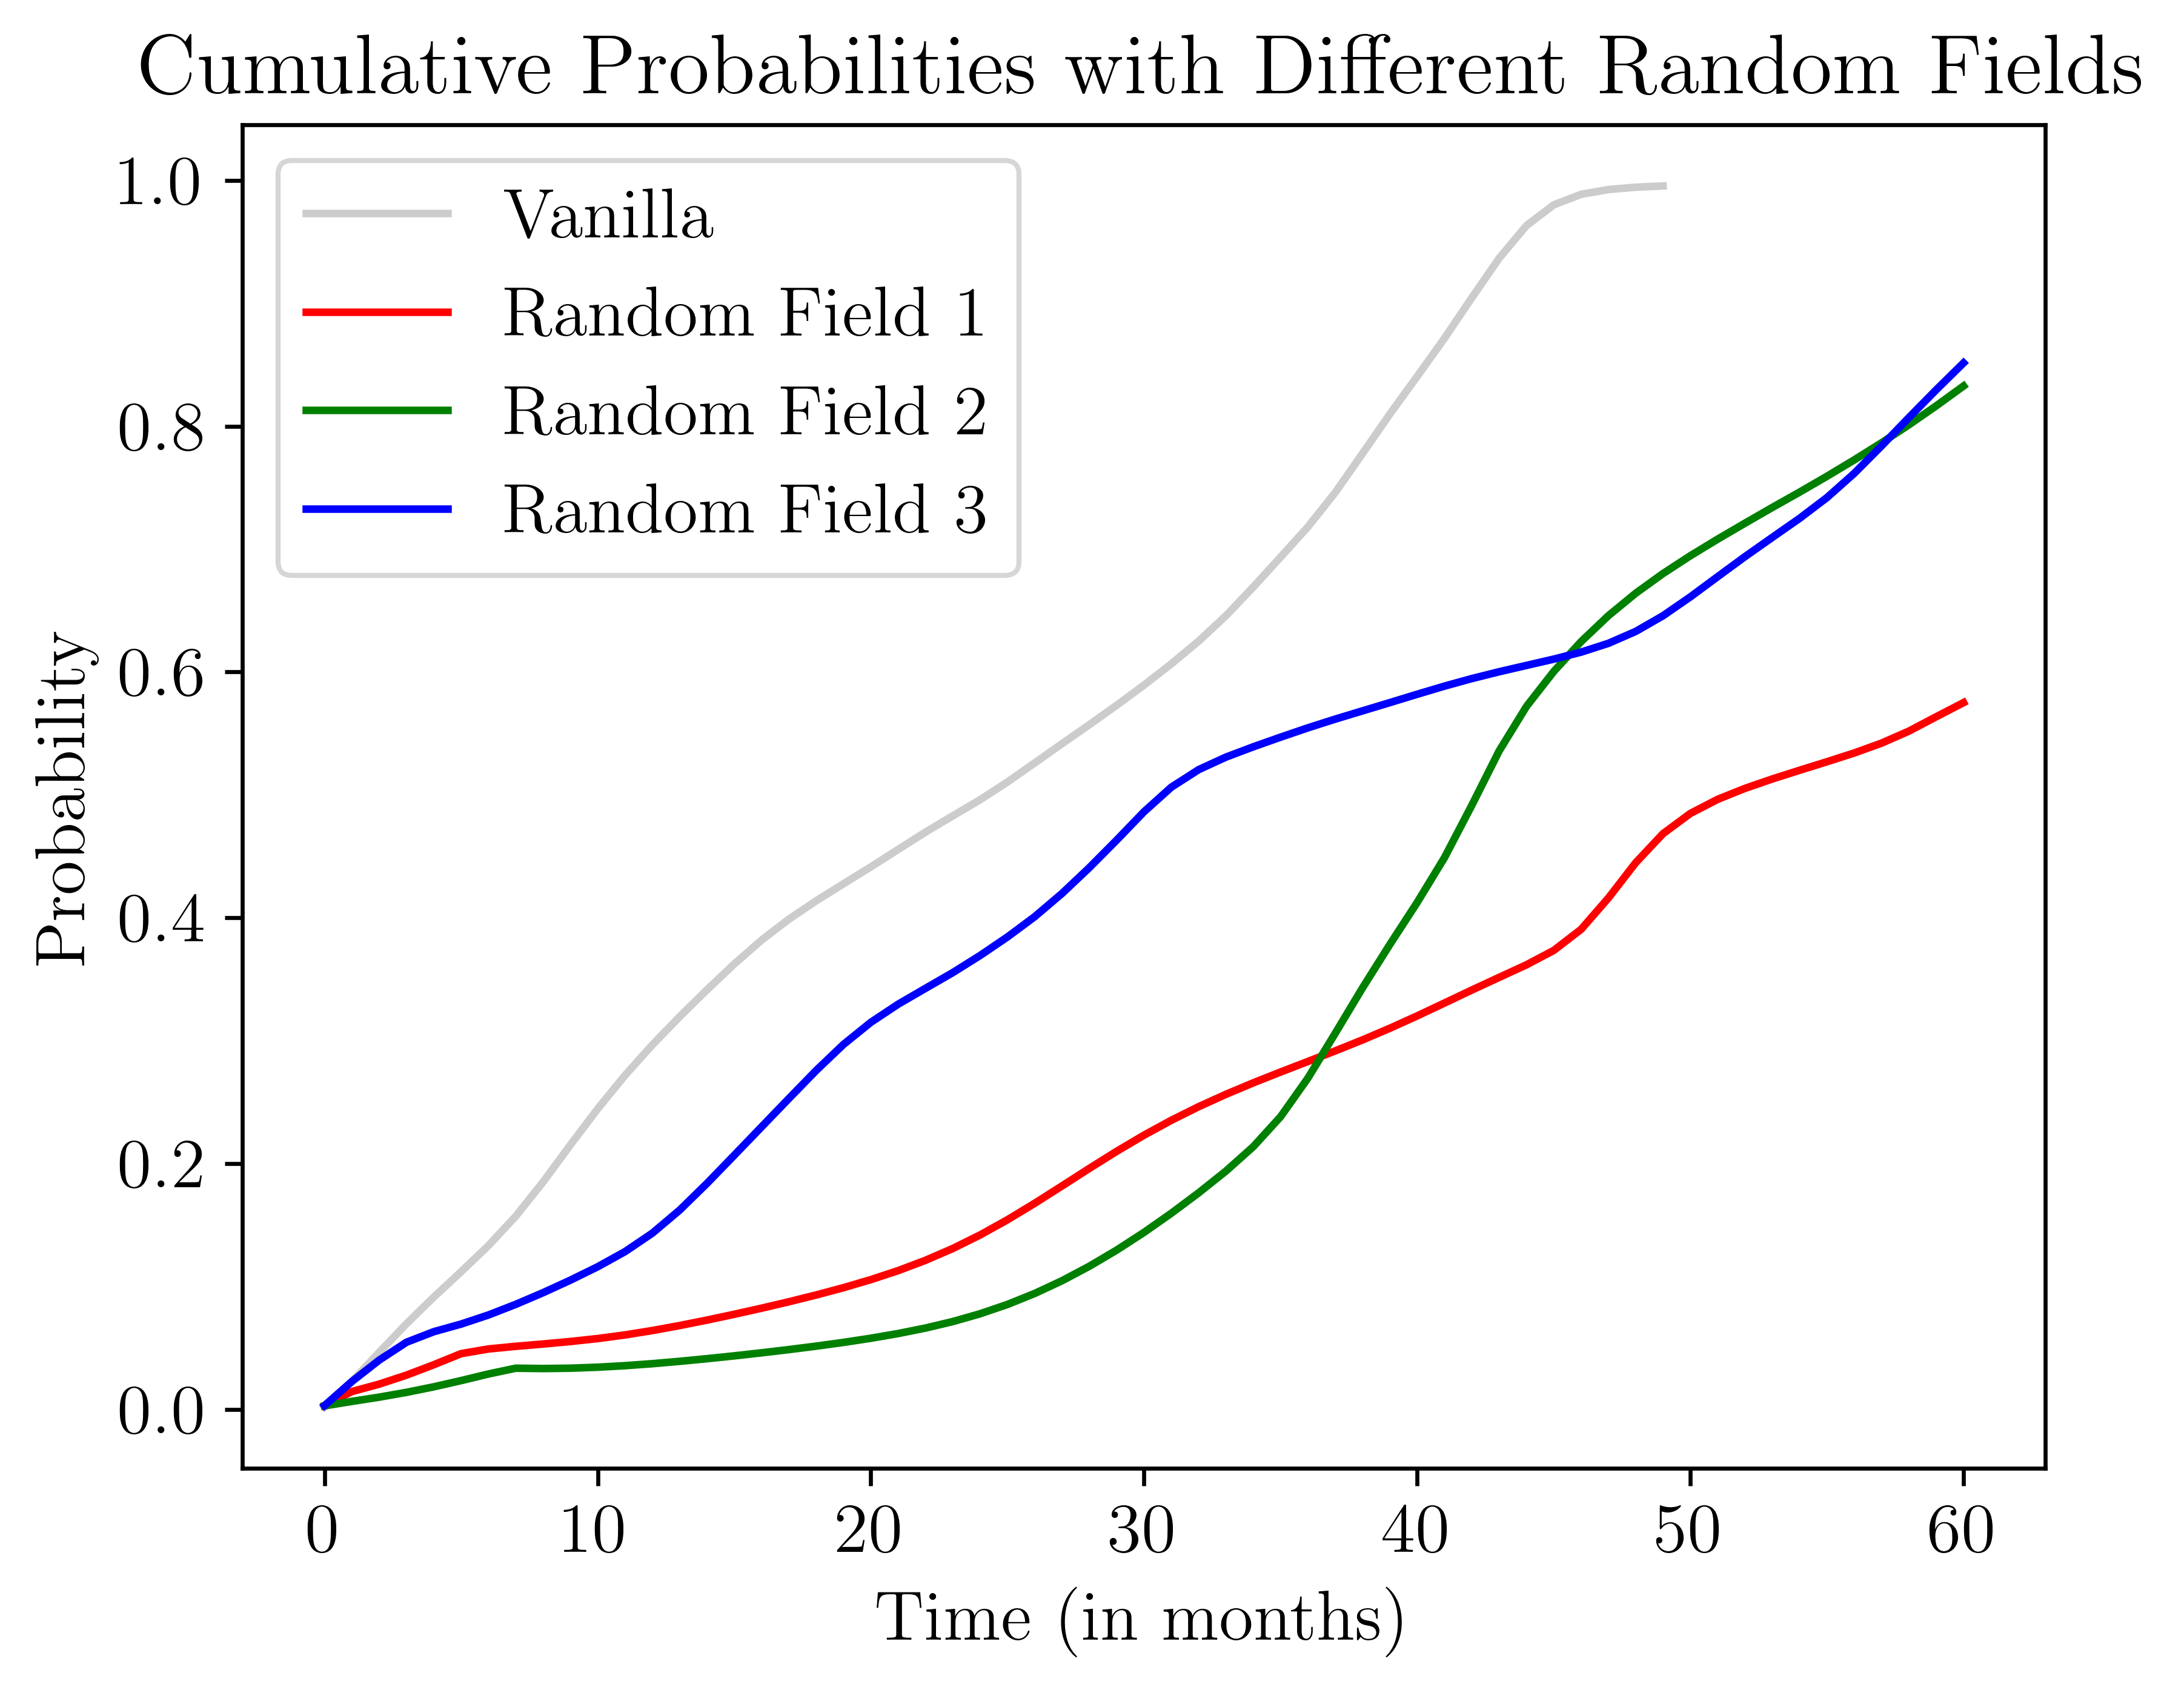 Cumulative Probabilities with Different Random Fields
Vanilla
Random Field 1
Random Field 2
Random Field 3
Probability
1.0
0.8
0.6
0.4
0.2
0.0
0 10 20 30 40 50 60
Time (in months)